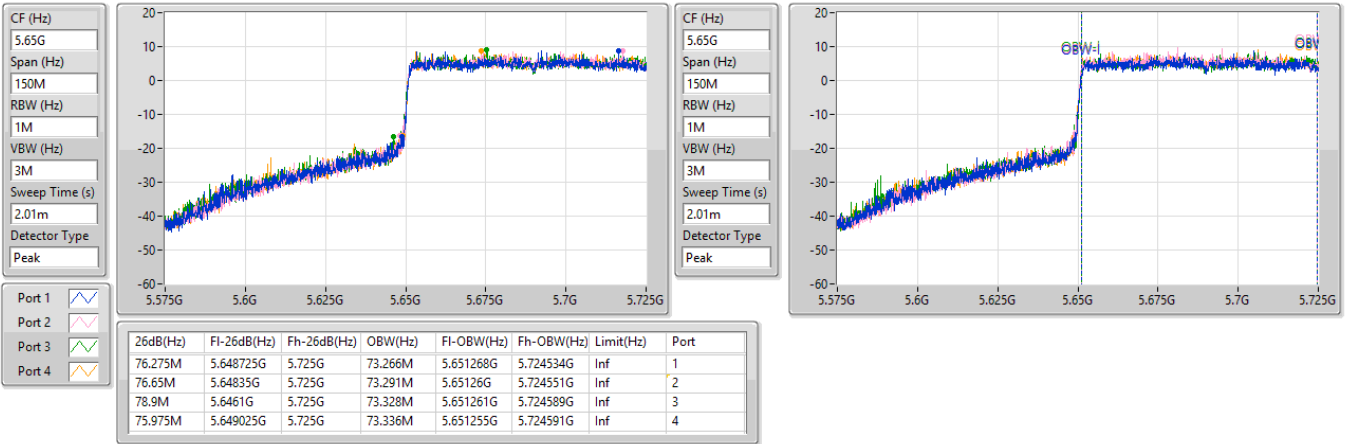 CF (Hz)
5.65G
Span (Hz)
150M
RBW (Hz)
1M
VBW (Hz)
3M
Sweep Time (s)
2.01m
Detector Type
Peak
20
10
0
-10
-20
-30
-40
-50
-60
5.575G 5.6G 5.625G 5.65G 5.675G 5.7G 5.725G
CF (Hz)
5.65G
Span (Hz)
150M
RBW (Hz)
1M
VBW (Hz)
3M
Sweep Time (s)
2.01m
Detector Type
Peak
20
10
0
-10
-20
-30
-40
-50
-60
OBW-l
OBW
5.575G 5.6G 5.625G 5.65G 5.675G 5.7G 5.725G
Port 1
Port 2
Port 3
Port 4
26dB(Hz) Fl-26dB(Hz) Fh-26dB(Hz) OBW(Hz) Fl-OBW(Hz) Fh-OBW(Hz) Limit(Hz) Port
76.275M 5.648725G 5.725G 73.266M 5.651268G 5.724534G Inf 1
76.65M 5.64835G 5.725G 73.291M 5.65126G 5.724551G Inf 2
78.9M 5.6461G 5.725G 73.328M 5.651261G 5.724589G Inf 3
75.975M 5.649025G 5.725G 73.336M 5.651255G 5.724591G Inf 4